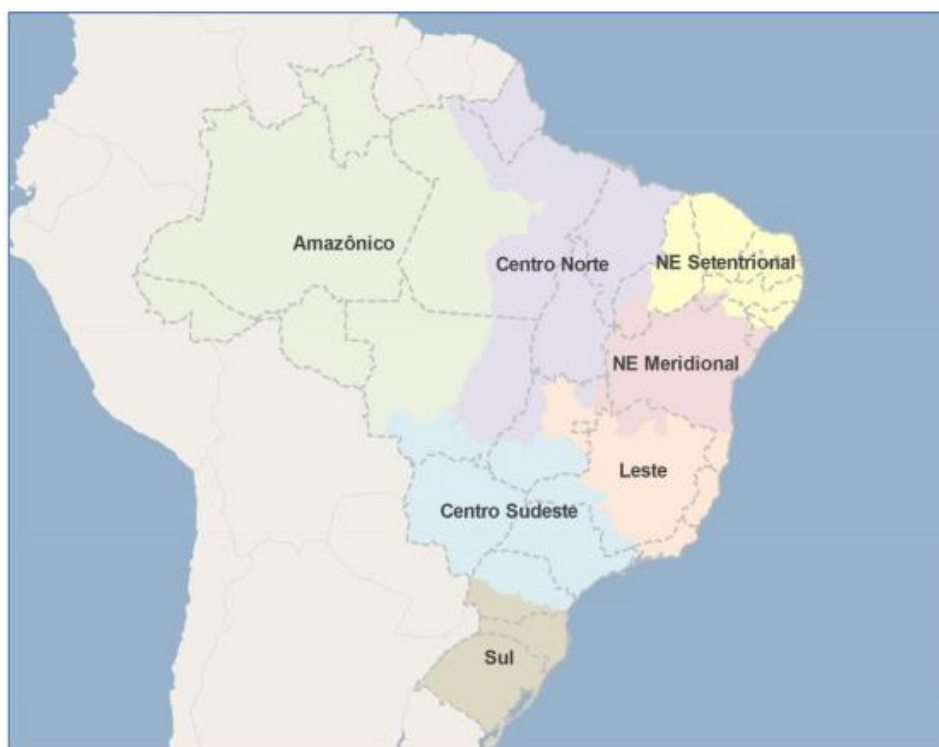 Amazônico
Centro Norte
NE Setentrional
NE Meridional
Leste
Centro Sudeste
Sul